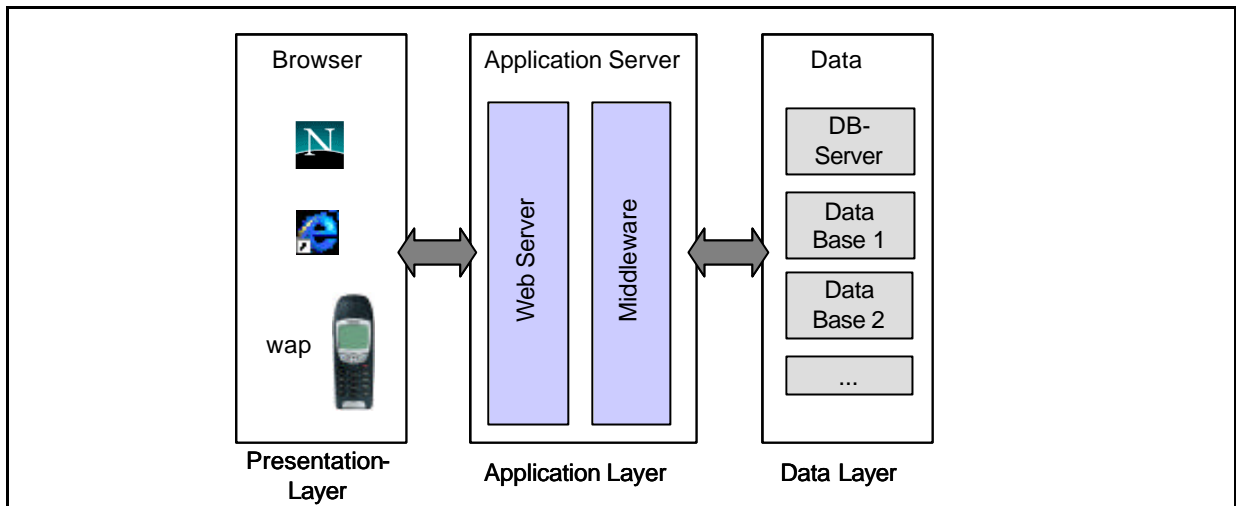 Browser
N
e
wap
Presentation-
Layer
Application Server
Web Server
Middleware
Application Layer
Data
DB-
Server
Data
Base 1
Data
Base 2
...
Data Layer